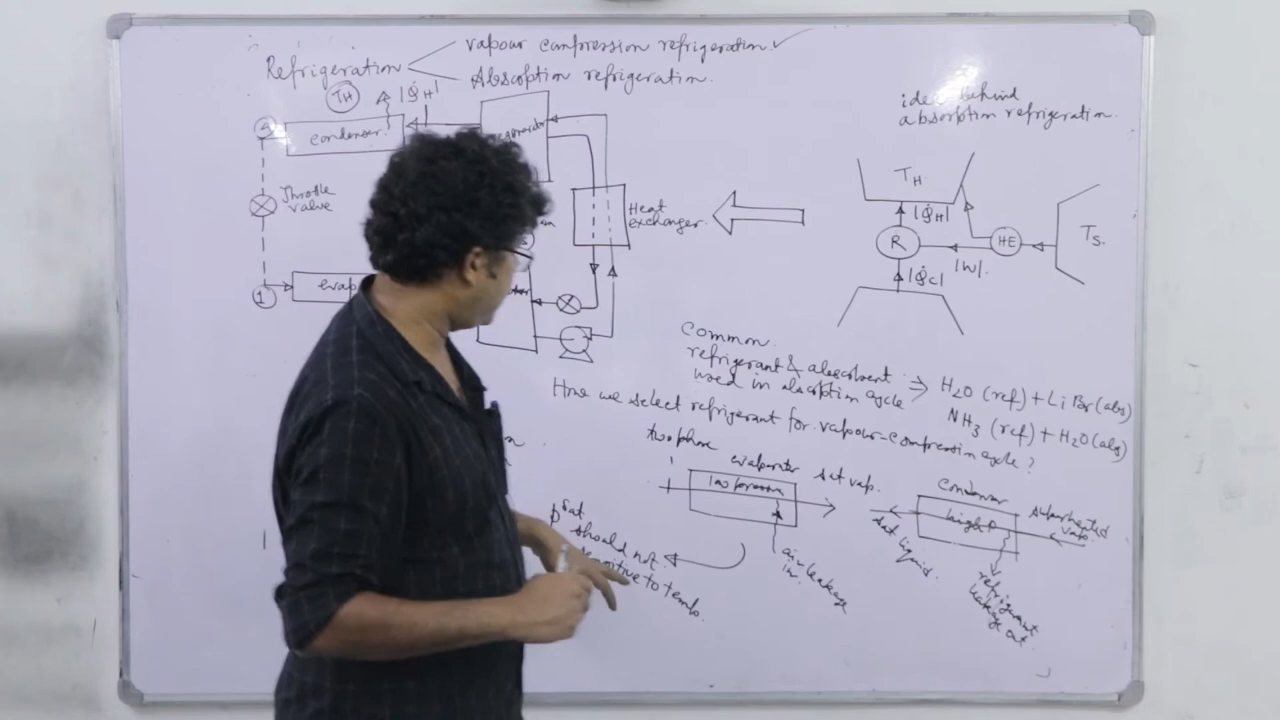 vapour compression refrigeration ✓
Refrigeration
Absorption refrigeration.
TH
|Q̇H|
4
condenser
Throttle
valve
1
evap
Heat
exchanger.
idea behind
absorption refrigeration.
TH
|Q̇H|
R
HE
TS.
|W|.
|Q̇C|
Common
refrigerant & absorbent
used in absorption cycle ⇒ H2O (ref) + LiBr (abs)
NH3 (ref) + H2O (abs)
How we select refrigerant for vapour-compression cycle?
two phase
evaporator
sat vap.
low pressure
air leakage
in.
condenser
high P
superheated
vap.
sat liquid.
refrigerant
leakage out.
Psat
should not
sensitive to temp.